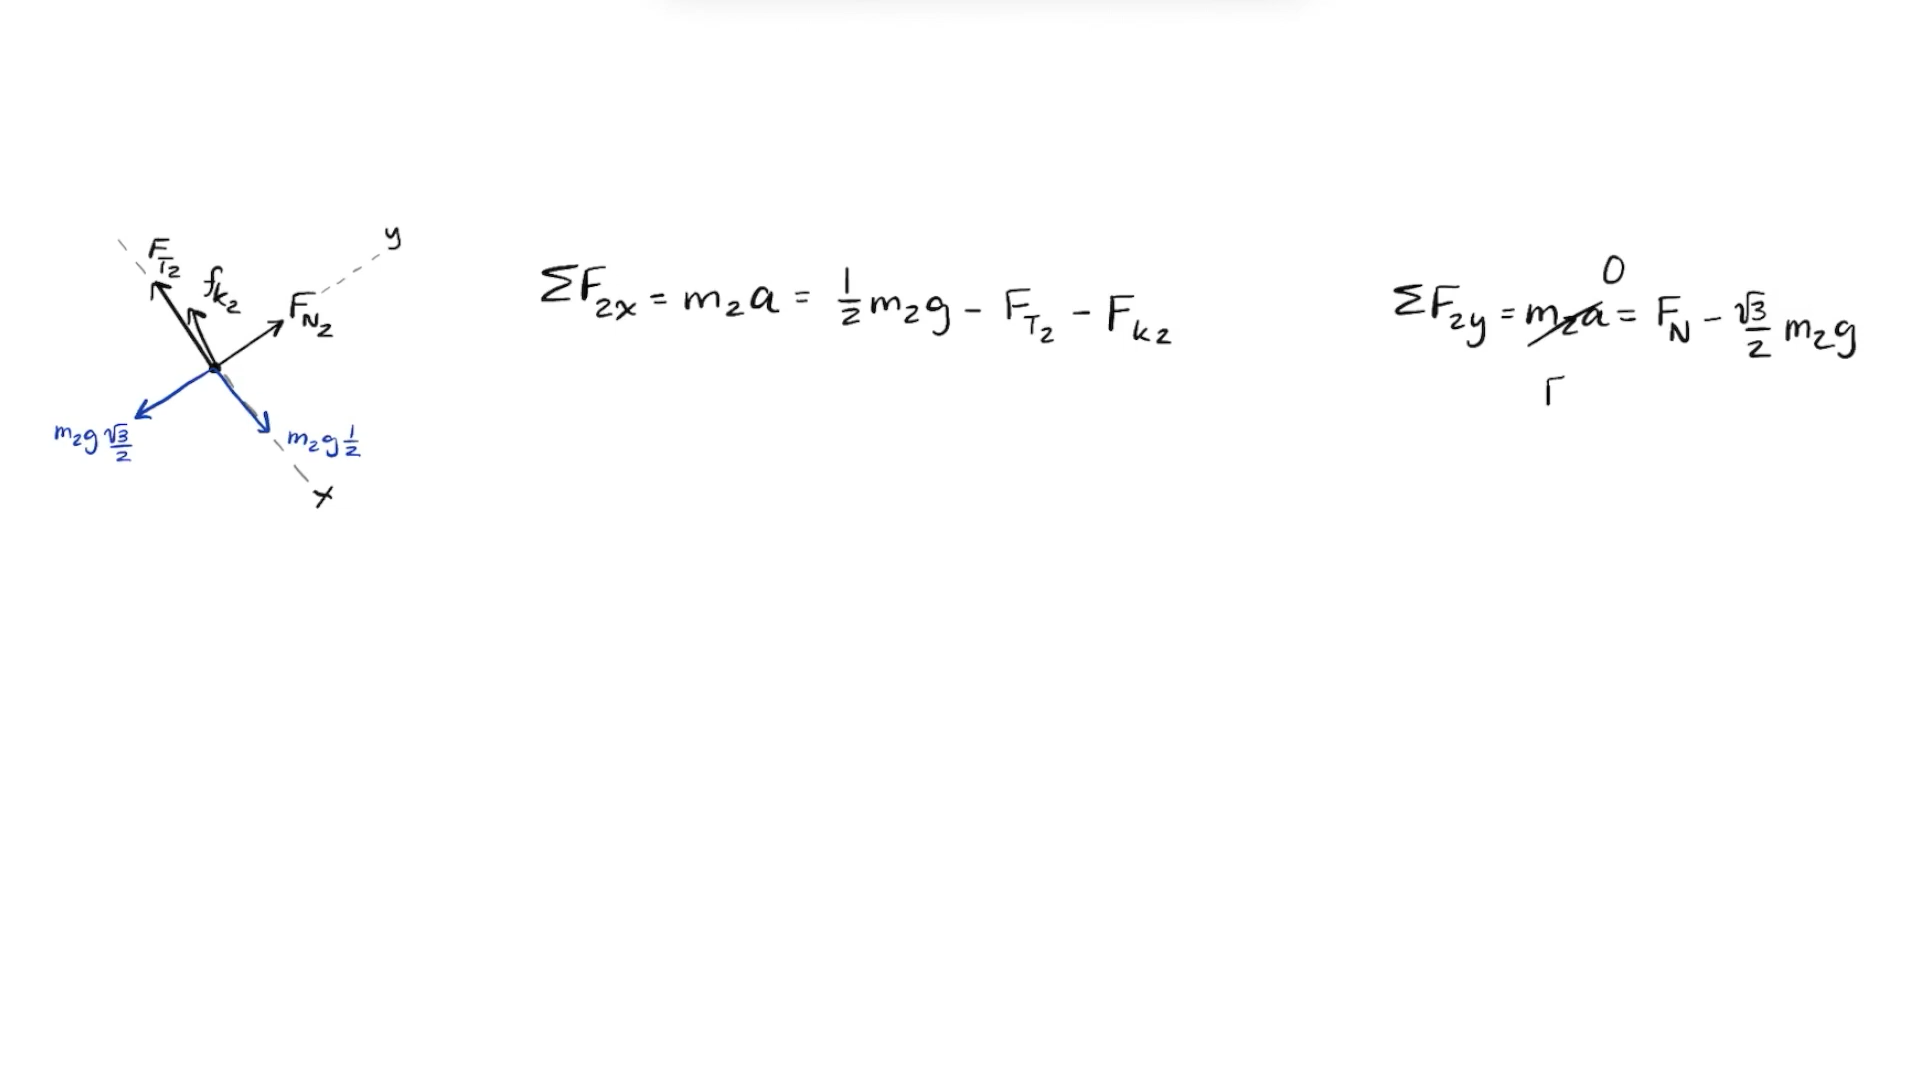 y
F_T2
f_k2
F_N2
m₂g √3/2
m₂g 1/2
x
ΣF₂ₓ = m₂a = 1/2 m₂g - F_T2 - F_k2
0
ΣF₂y = m₂a = F_N - √3/2 m₂g
Γ